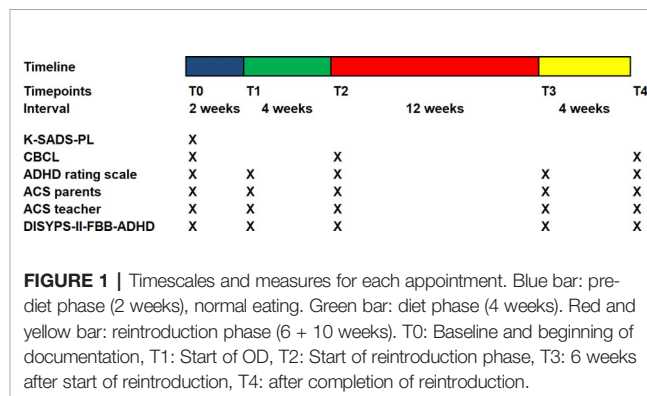 Timeline
Timepoints T0 T1 T2 T3 T4
Interval 2 weeks 4 weeks 12 weeks 4 weeks
K-SADS-PL X
CBCL X X X
ADHD rating scale X X X X X
ACS parents X X X X X
ACS teacher X X X X X
DISYPS-II-FBB-ADHD X X X X X
FIGURE 1 | Timescales and measures for each appointment. Blue bar: pre-
diet phase (2 weeks), normal eating. Green bar: diet phase (4 weeks). Red and
yellow bar: reintroduction phase (6 + 10 weeks). T0: Baseline and beginning of
documentation, T1: Start of OD, T2: Start of reintroduction phase, T3: 6 weeks
after start of reintroduction, T4: after completion of reintroduction.